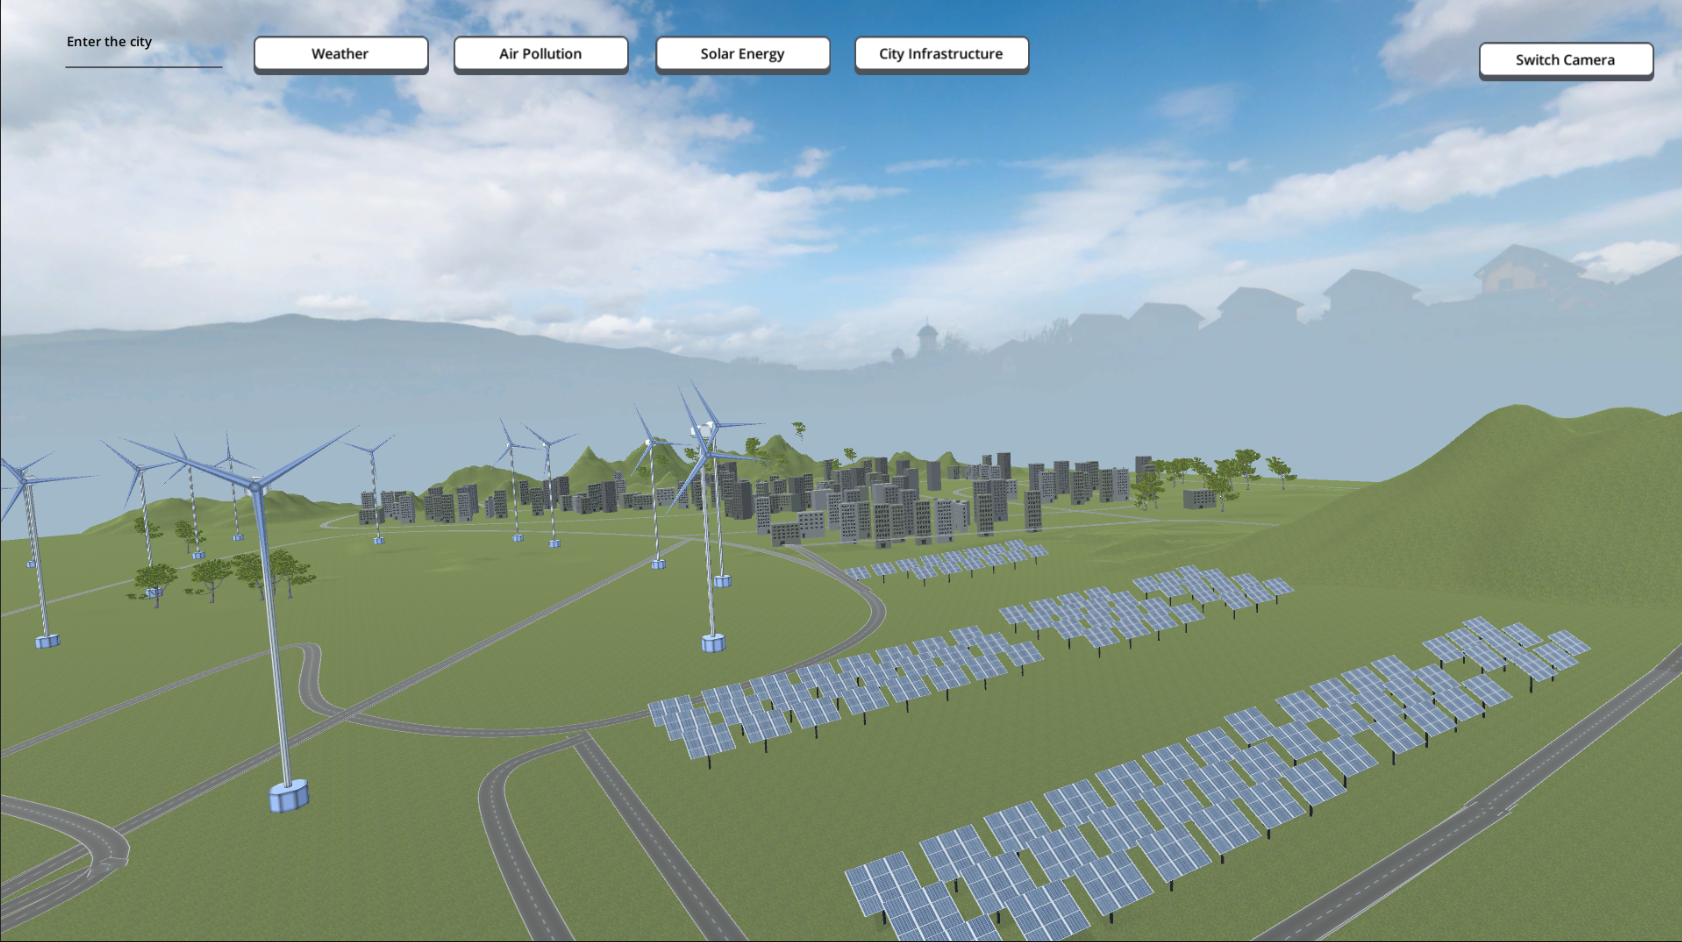 Enter the city
Weather
Air Pollution
Solar Energy
City Infrastructure
Switch Camera